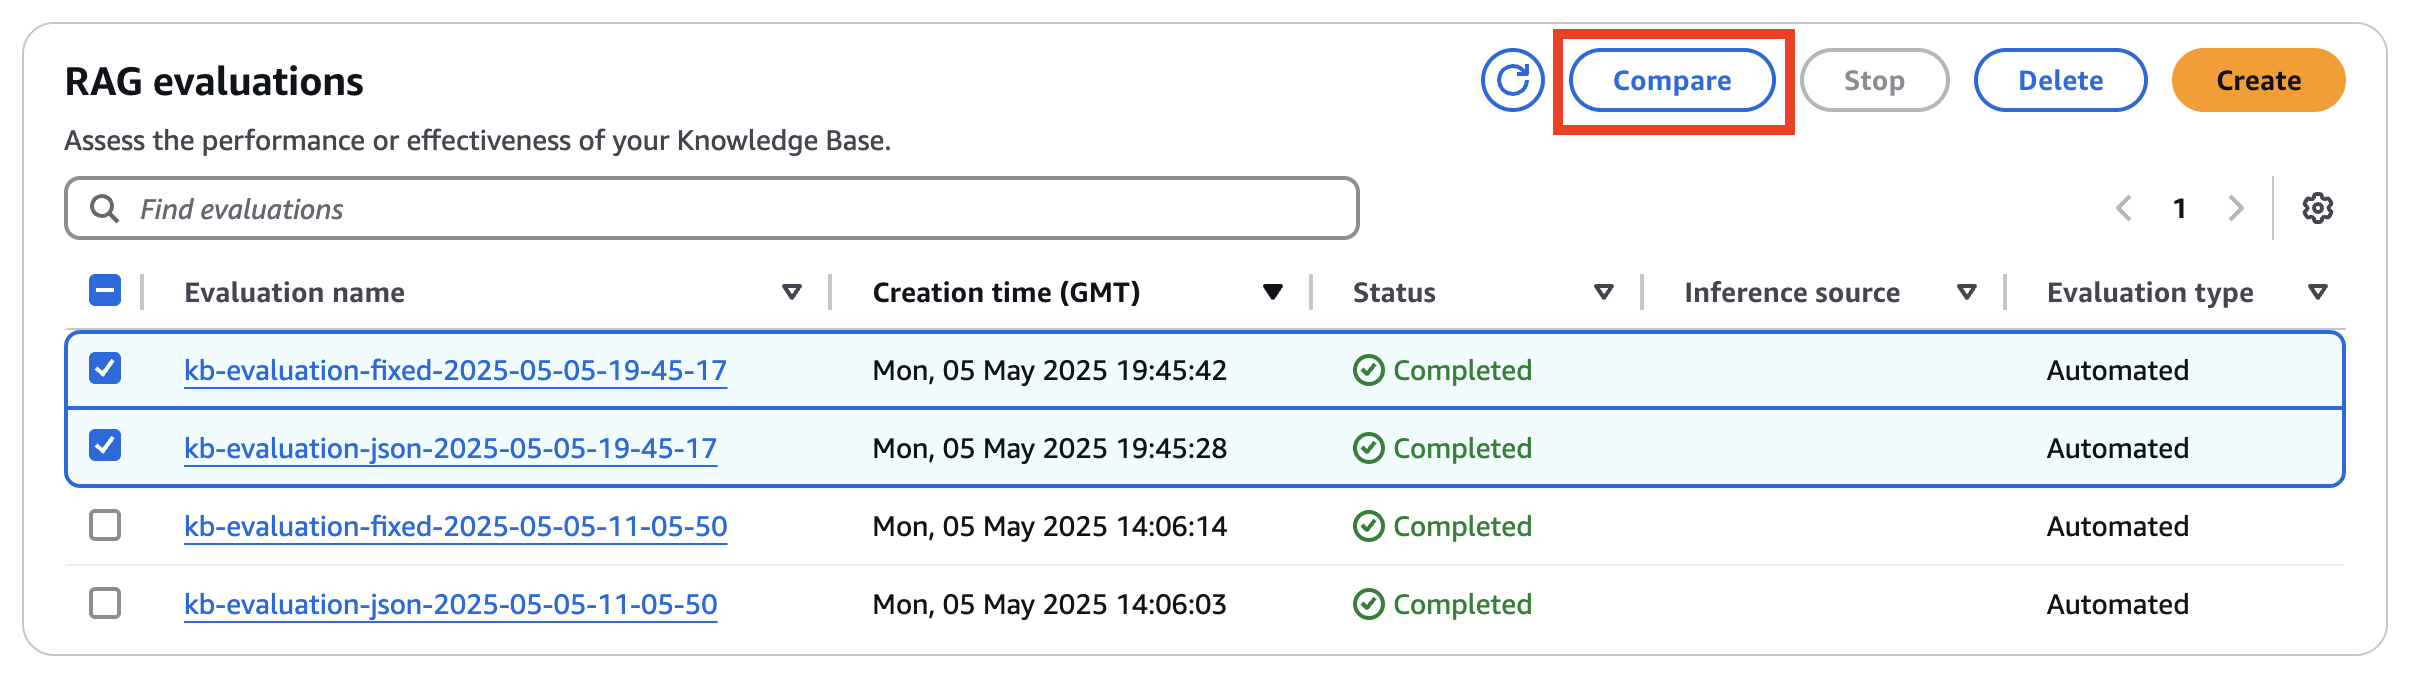 RAG evaluations
Compare
Stop
Delete
Create
Assess the performance or effectiveness of your Knowledge Base.
Find evaluations
1
Evaluation name Creation time (GMT) Status Inference source Evaluation type
kb-evaluation-fixed-2025-05-05-19-45-17 Mon, 05 May 2025 19:45:42 Completed Automated
kb-evaluation-json-2025-05-05-19-45-17 Mon, 05 May 2025 19:45:28 Completed Automated
kb-evaluation-fixed-2025-05-05-11-05-50 Mon, 05 May 2025 14:06:14 Completed Automated
kb-evaluation-json-2025-05-05-11-05-50 Mon, 05 May 2025 14:06:03 Completed Automated